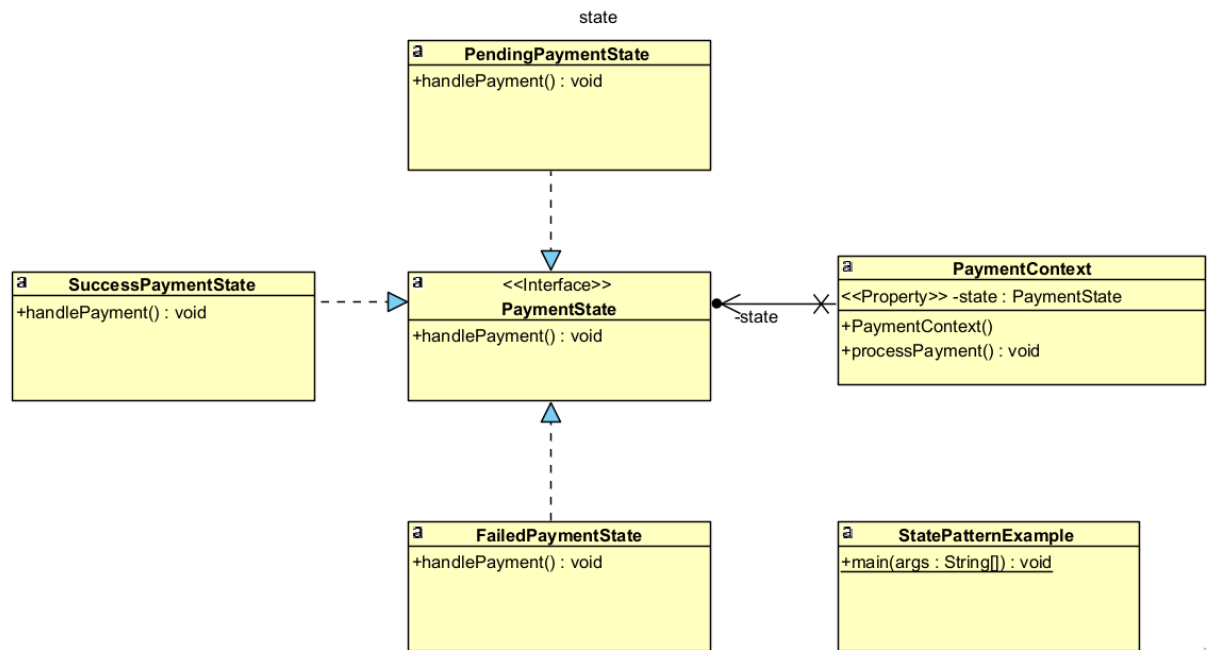 state
a PendingPaymentState
+handlePayment() : void
a SuccessPaymentState
+handlePayment() : void
a <<Interface>>
PaymentState
+handlePayment() : void
-state
a PaymentContext
<<Property>> -state : PaymentState
+PaymentContext()
+processPayment() : void
a FailedPaymentState
+handlePayment() : void
a StatePatternExample
+main(args : String[]) : void